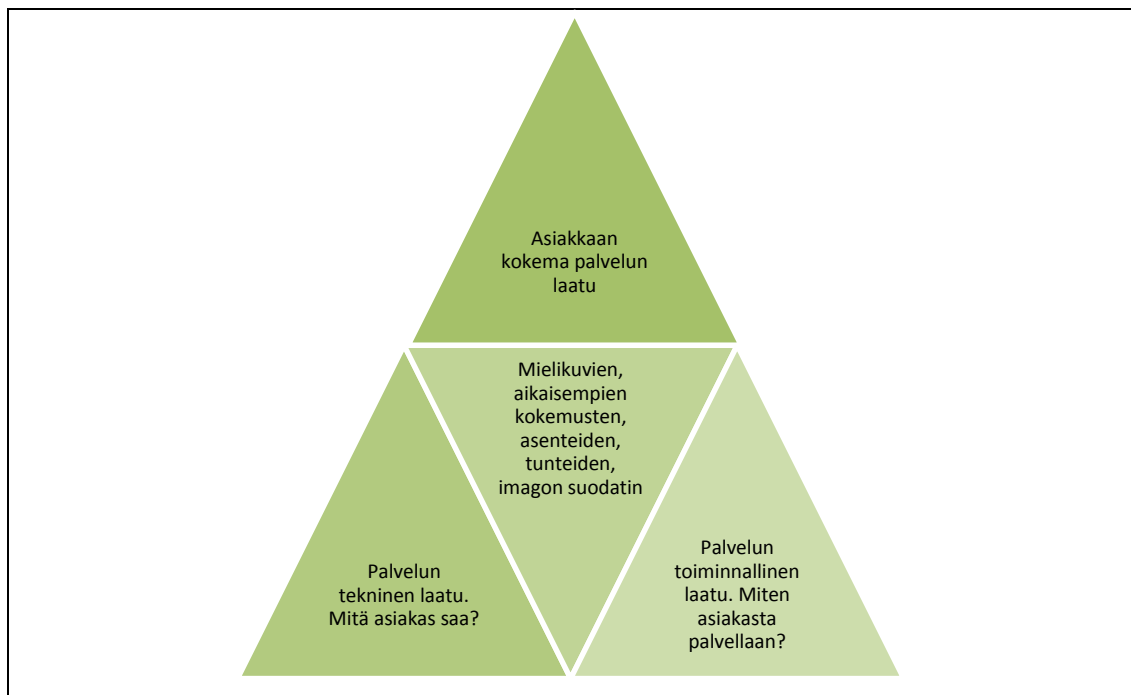 Asiakkaan
kokema palvelun
laatu
Mielikuvien,
aikaisempien
kokemusten,
asenteiden,
tunteiden,
imagon suodatin
Palvelun
tekninen laatu.
Mitä asiakas saa?
Palvelun
toiminnallinen
laatu. Miten
asiakasta
palvellaan?